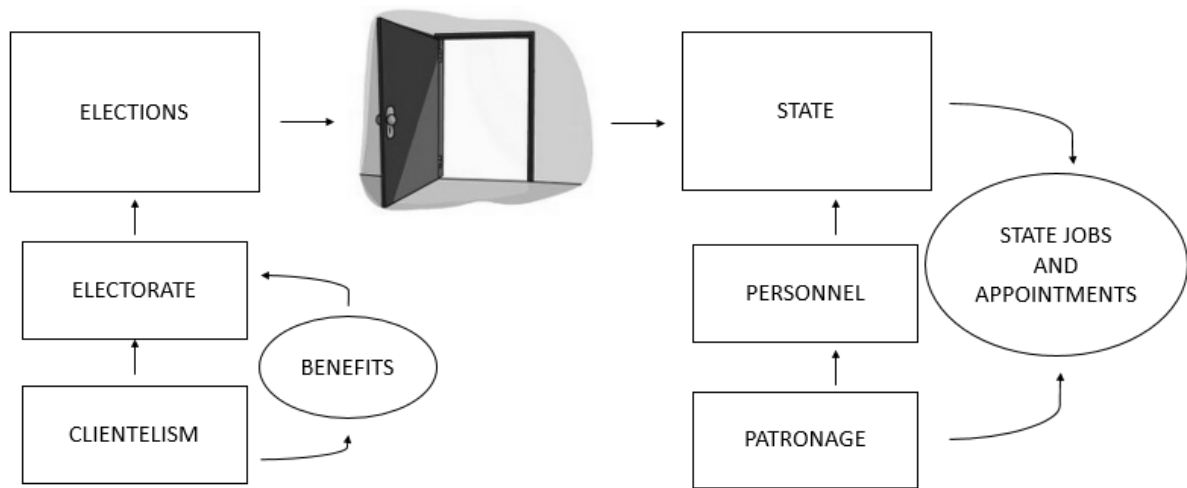 ELECTIONS
STATE
STATE JOBS
AND
APPOINTMENTS
ELECTORATE
PERSONNEL
BENEFITS
CLIENTELISM
PATRONAGE